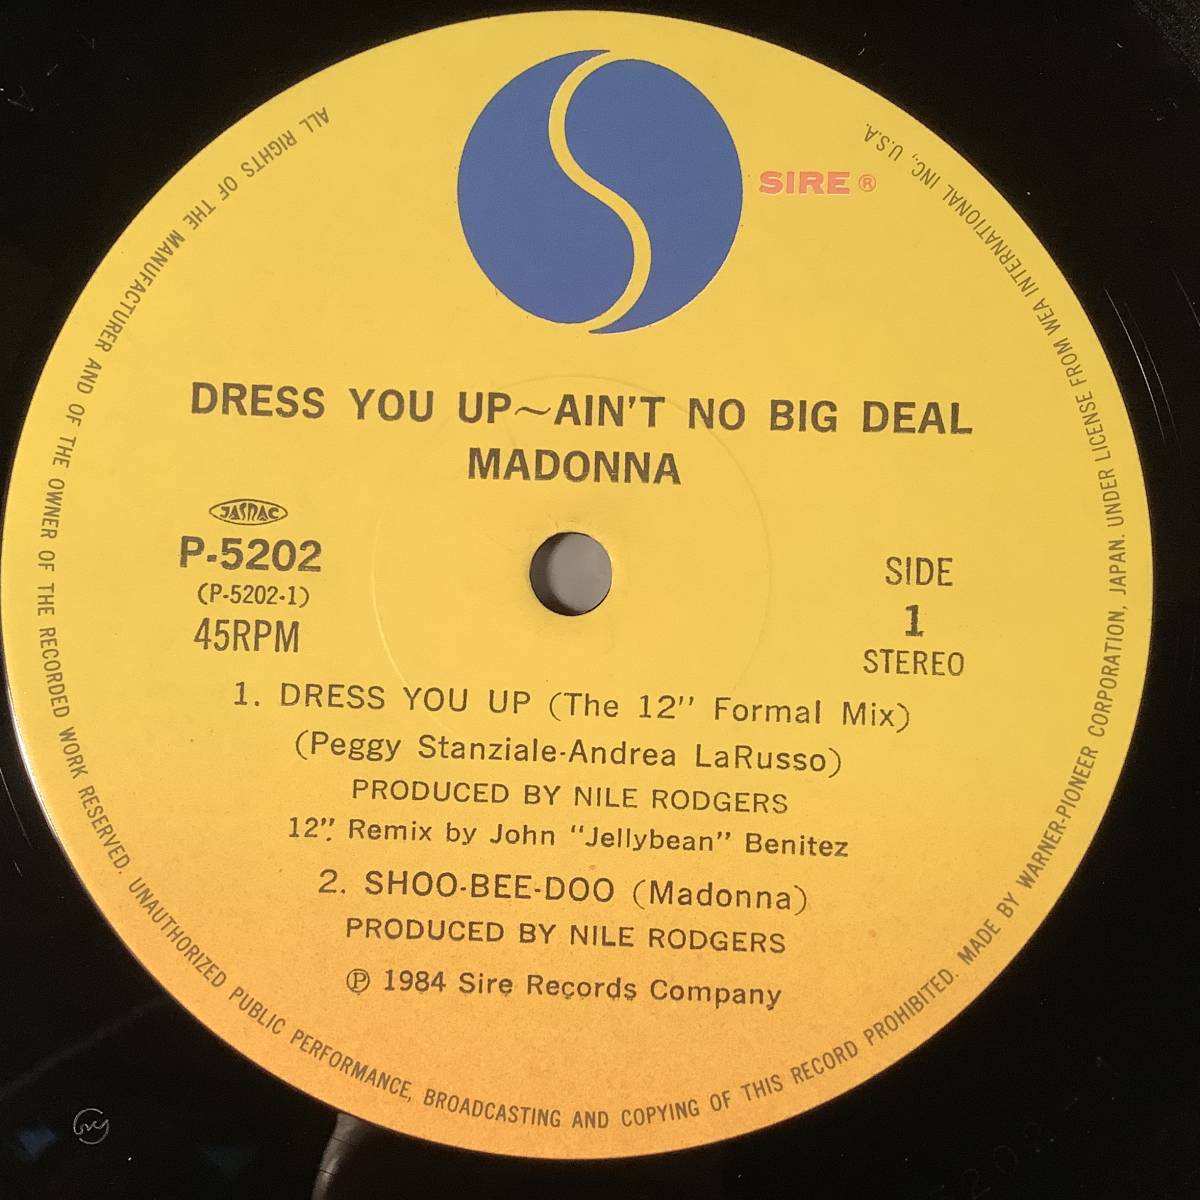 SIRE ®
DRESS YOU UP~AIN'T NO BIG DEAL
MADONNA
JASRAC
P-5202
(P-5202-1)
45RPM
SIDE
1
STEREO
1. DRESS YOU UP (The 12" Formal Mix)
(Peggy Stanziale-Andrea LaRusso)
PRODUCED BY NILE RODGERS
12" Remix by John "Jellybean" Benitez
2. SHOO-BEE-DOO (Madonna)
PRODUCED BY NILE RODGERS
Ⓟ 1984 Sire Records Company
ALL RIGHTS OF THE MANUFACTURER AND OF THE OWNER OF THE RECORDED WORK RESERVED. UNAUTHORIZED PUBLIC PERFORMANCE, BROADCASTING AND COPYING OF THIS RECORD PROHIBITED. MADE BY WARNER-PIONEER CORPORATION, JAPAN. UNDER LICENSE FROM WEA INTERNATIONAL INC., U.S.A.